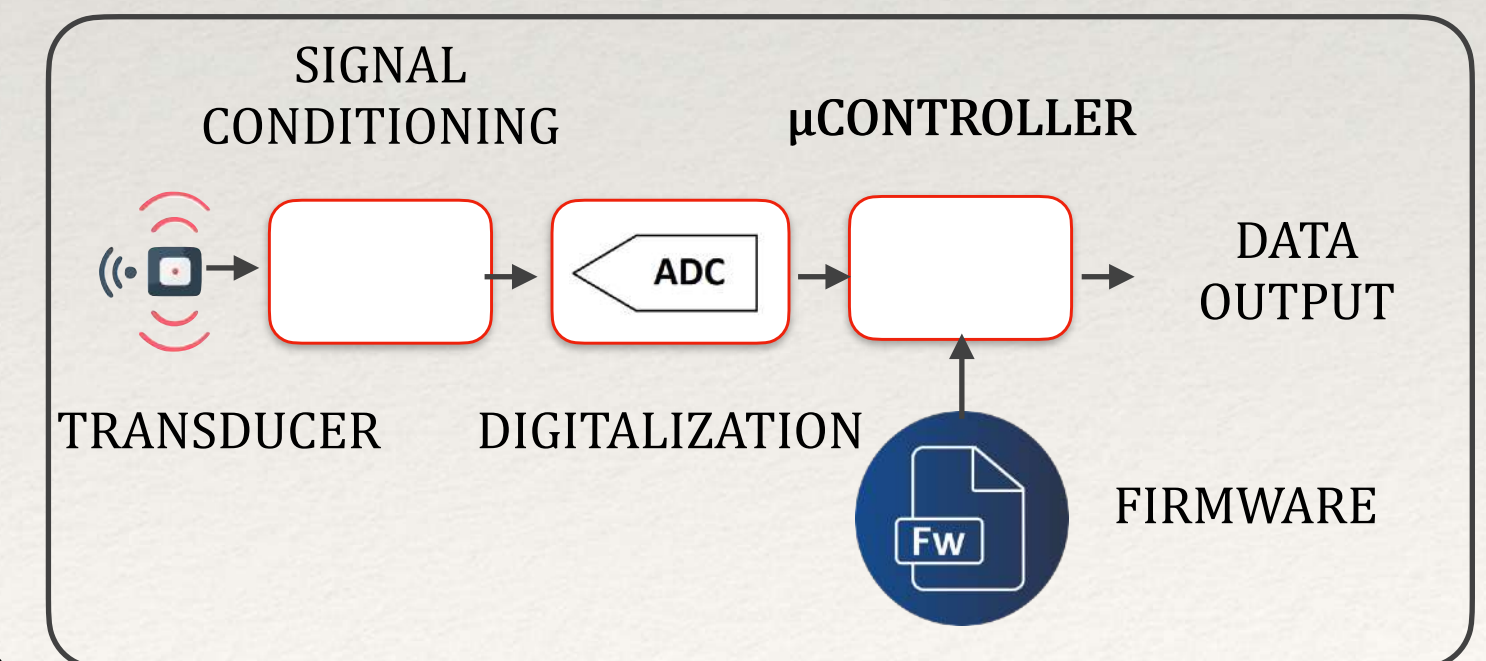 SIGNAL
CONDITIONING
μCONTROLLER
ADC
DATA
OUTPUT
TRANSDUCER
DIGITALIZATION
Fw
FIRMWARE